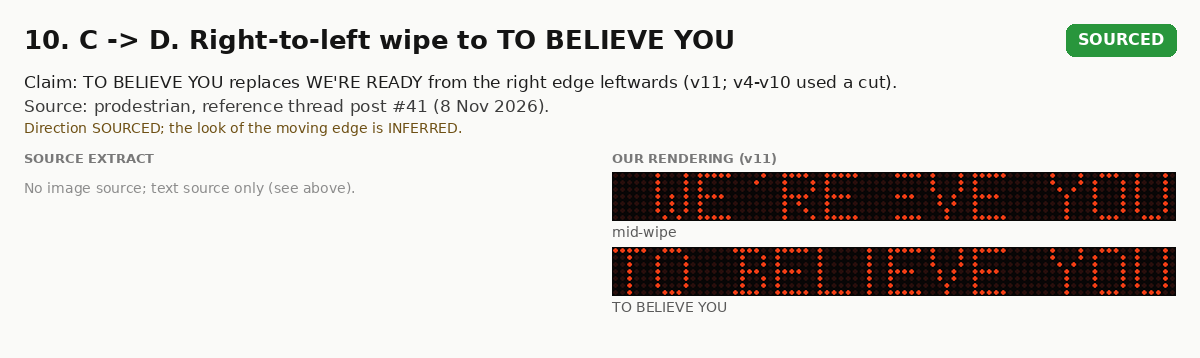 10. C -> D. Right-to-left wipe to TO BELIEVE YOU
SOURCED
Claim: TO BELIEVE YOU replaces WE'RE READY from the right edge leftwards (v11; v4-v10 used a cut).
Source: prodestrian, reference thread post #41 (8 Nov 2026).
Direction SOURCED; the look of the moving edge is INFERRED.
SOURCE EXTRACT
No image source; text source only (see above).
OUR RENDERING (v11)
WE'RE EVE YOU
mid-wipe
TO BELIEVE YOU
TO BELIEVE YOU